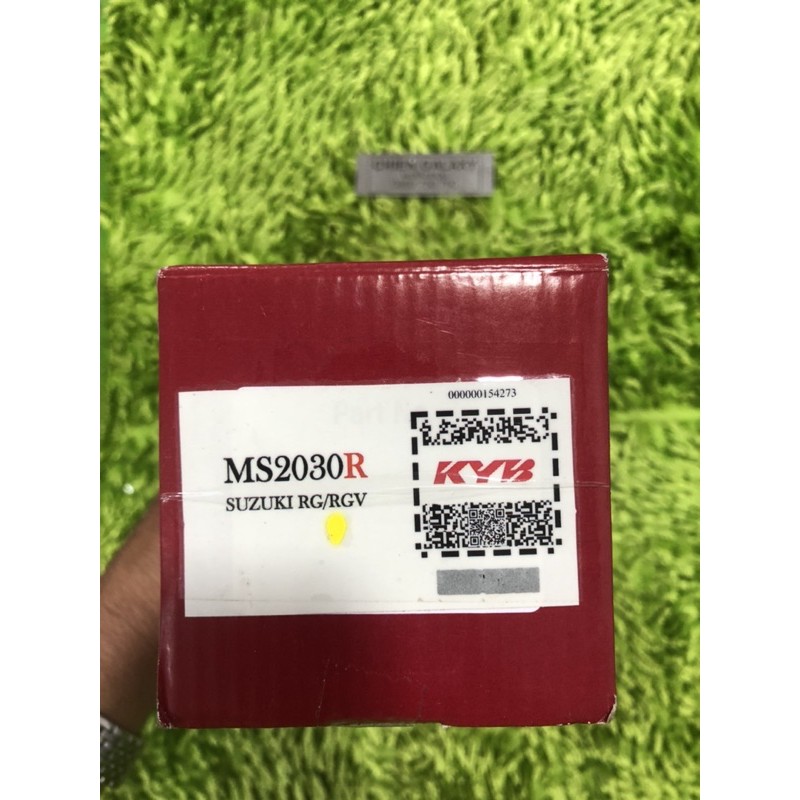 000000154273
MS2030R
KYB
SUZUKI RG/RGV